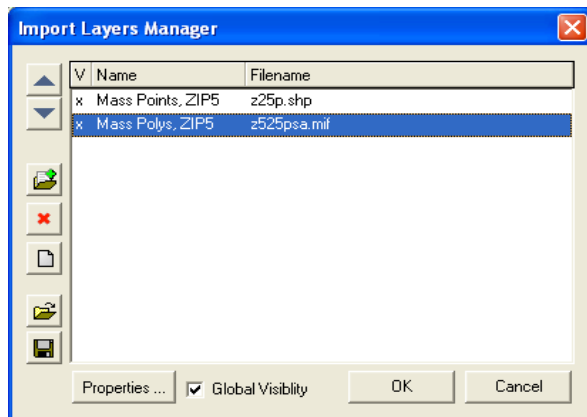 Import Layers Manager
V Name Filename
x Mass Points, ZIP5 z25p.shp
x Mass Polys, ZIP5 z525psa.mif
Properties ... Global Visiblity OK Cancel